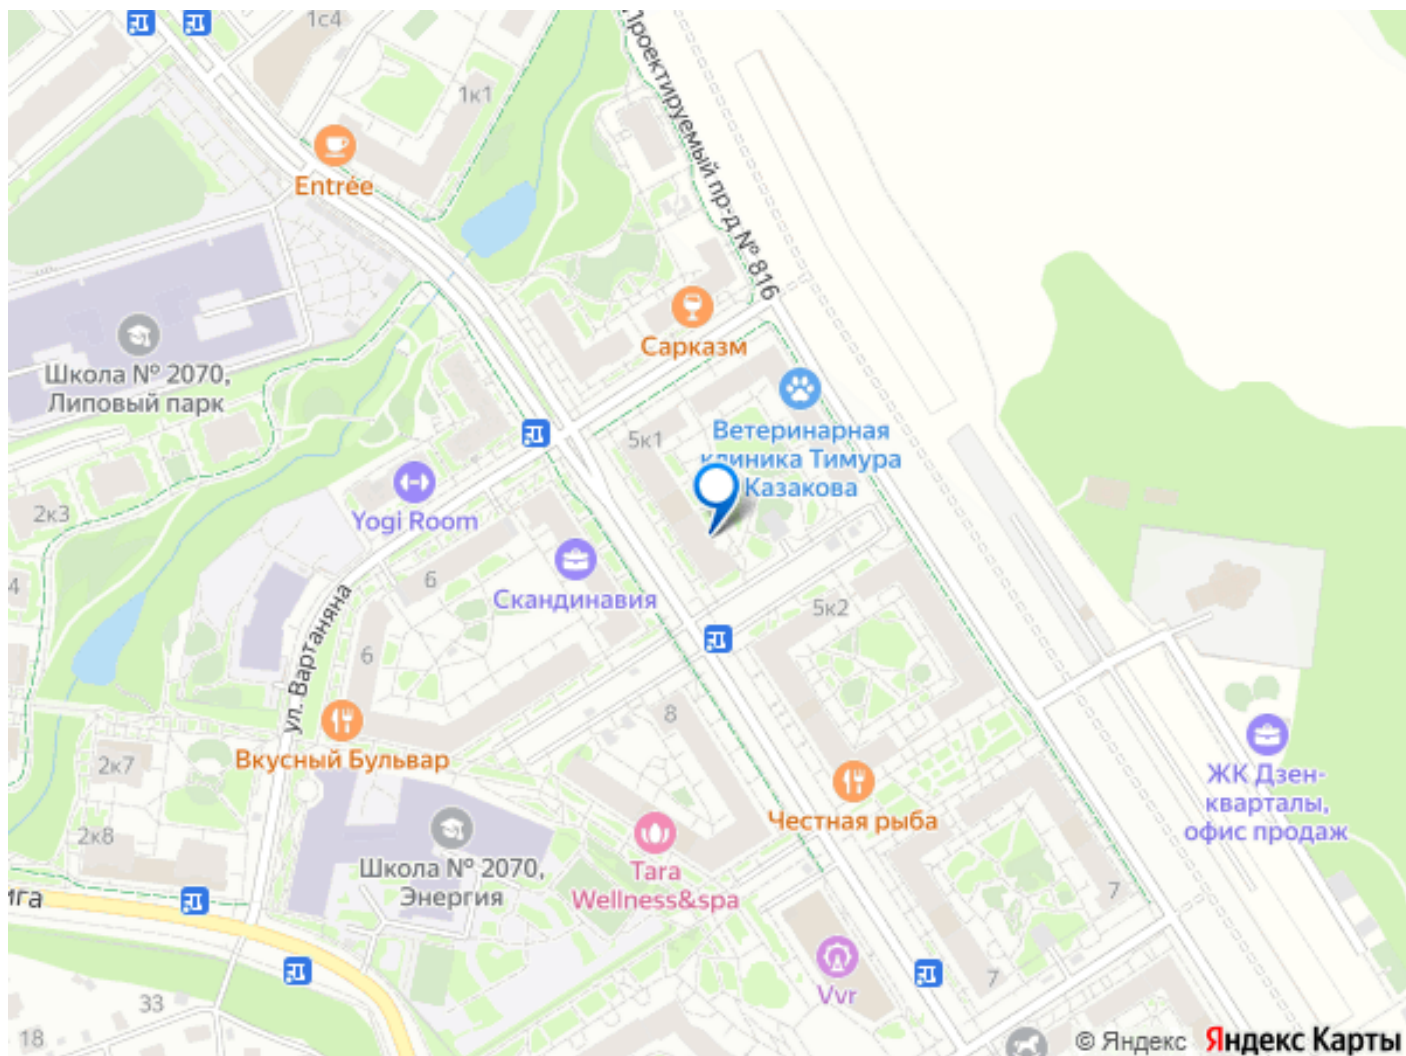 1с4
Проектируемый пр-д № 816
1к1
Entrée
Сарказм
Школа № 2070,
Липовый парк
5к1
Ветеринарная
клиника Тимура
Казакова
2к3
Yogi Room
4
6
Скандинавия
5к2
ул. Вартаняна
6
8
Вкусный Бульвар
2к7
ЖК Дзен-
кварталы,
офис продаж
Честная рыба
2к8
Школа № 2070,
Энергия
Tara
Wellness&spa
7
ига
Vvr
7
33
18
© Яндекс Яндекс Карты